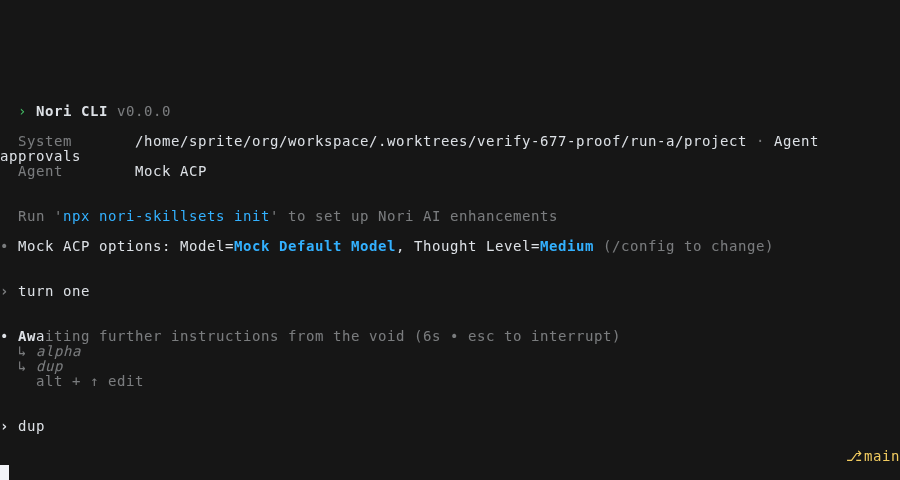 › Nori CLI v0.0.0
System /home/sprite/org/workspace/.worktrees/verify-677-proof/run-a/project · Agent
approvals
Agent Mock ACP
Run 'npx nori-skillsets init' to set up Nori AI enhancements
• Mock ACP options: Model=Mock Default Model, Thought Level=Medium (/config to change)
› turn one
• Awaiting further instructions from the void (6s • esc to interrupt)
↳ alpha
↳ dup
alt + ↑ edit
› dup
⎇main